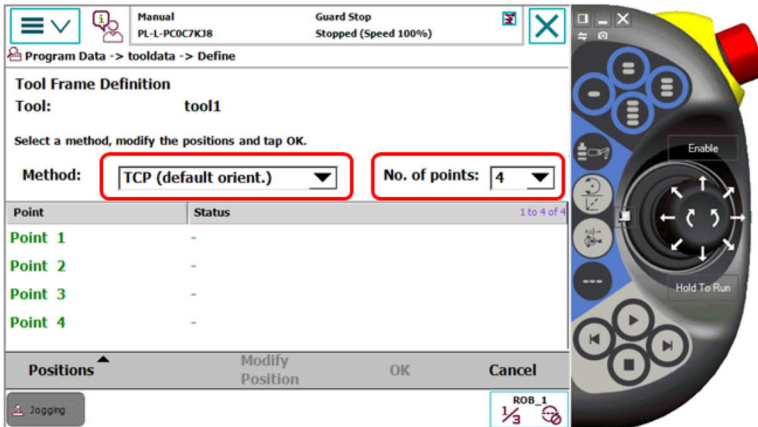 Manual
PL-L-PC0C7KJ8
Guard Stop
Stopped (Speed 100%)
Program Data -> tooldata -> Define
Tool Frame Definition
Tool: tool1
Select a method, modify the positions and tap OK.
Method: TCP (default orient.) No. of points: 4
Point Status 1 to 4 of 4
Point 1 -
Point 2 -
Point 3 -
Point 4 -
Positions Modify Position OK Cancel
Jogging
ROB_1
1/3
Enable
Hold To Run